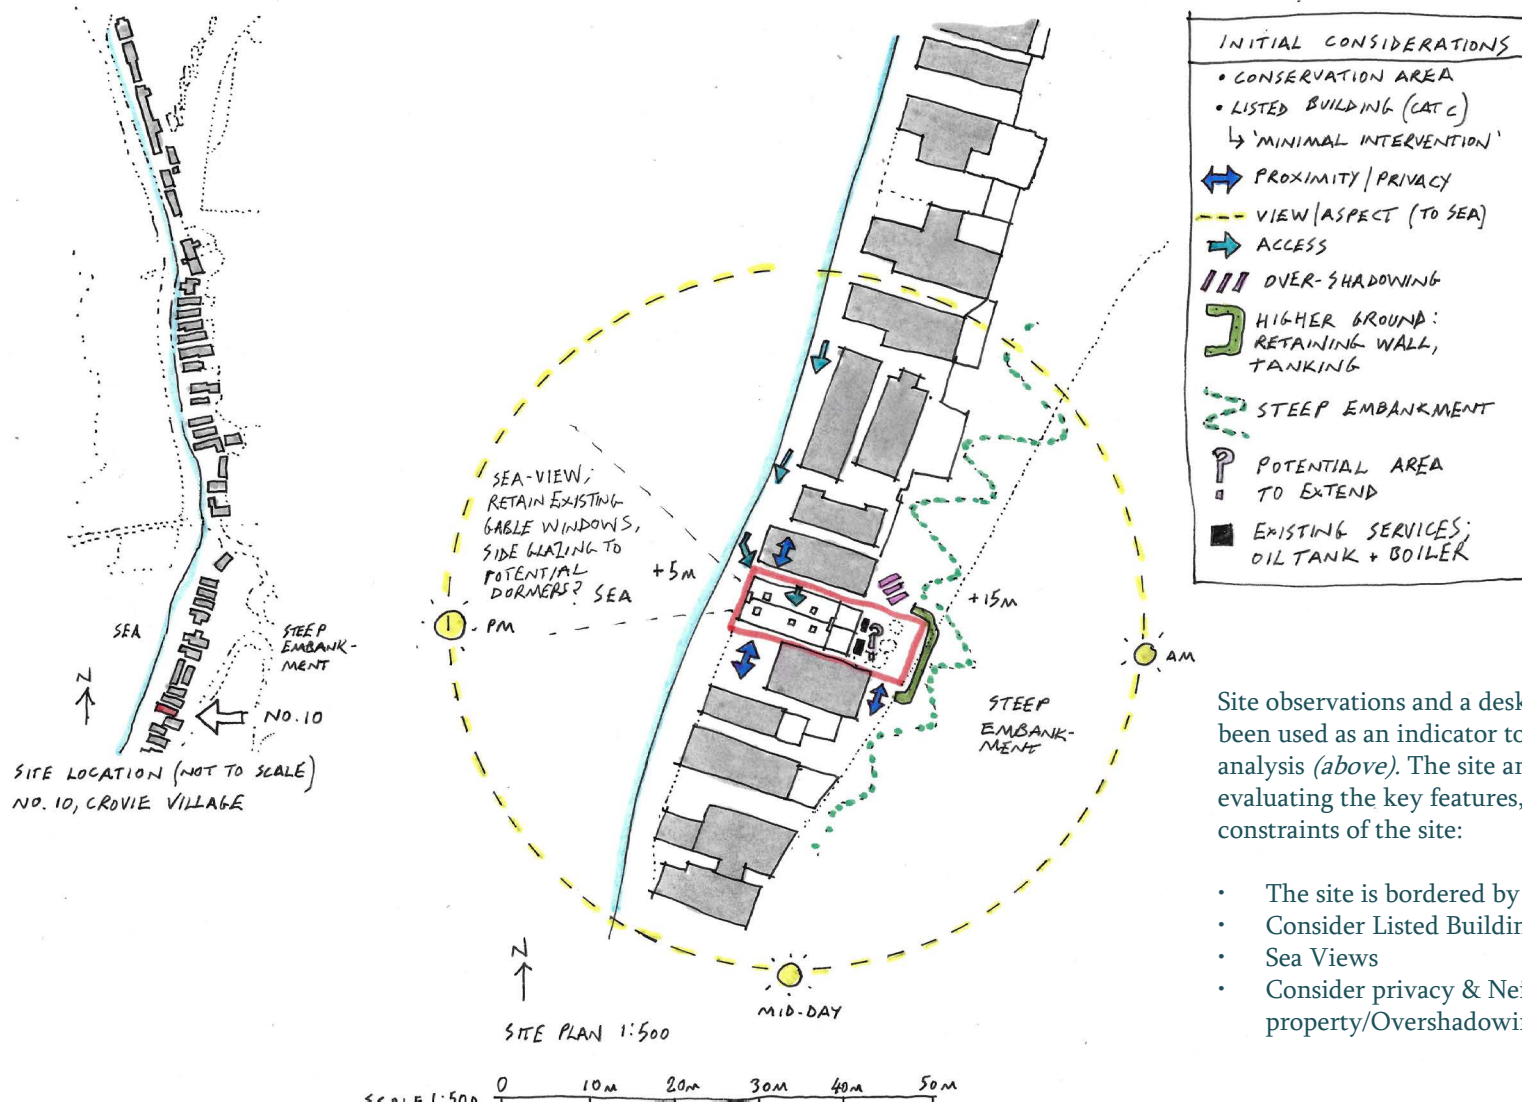 SEA
STEEP
EMBANK-
MENT
N
NO. 10
SITE LOCATION (NOT TO SCALE)
NO. 10, CROVIE VILLAGE
SEA-VIEW;
RETAIN EXISTING
GABLE WINDOWS,
SIDE GLAZING TO
POTENTIAL
DORMERS?
SEA
+5M
+15M
PM
AM
STEEP
EMBANK-
MENT
MID-DAY
N
SITE PLAN 1:500
SCALE 1:500
0 10M 20M 30M 40M 50M
INITIAL CONSIDERATIONS
• CONSERVATION AREA
• LISTED BUILDING (CAT C)
↳ 'MINIMAL INTERVENTION'
PROXIMITY/PRIVACY
VIEW/ASPECT (TO SEA)
ACCESS
OVER-SHADOWING
HIGHER GROUND:
RETAINING WALL,
TANKING
STEEP EMBANKMENT
POTENTIAL AREA
TO EXTEND
EXISTING SERVICES;
OIL TANK + BOILER
Site observations and a desk
been used as an indicator to
analysis (above). The site an
evaluating the key features,
constraints of the site:
• The site is bordered by
• Consider Listed Buildin
• Sea Views
• Consider privacy & Nei
property/Overshadowi